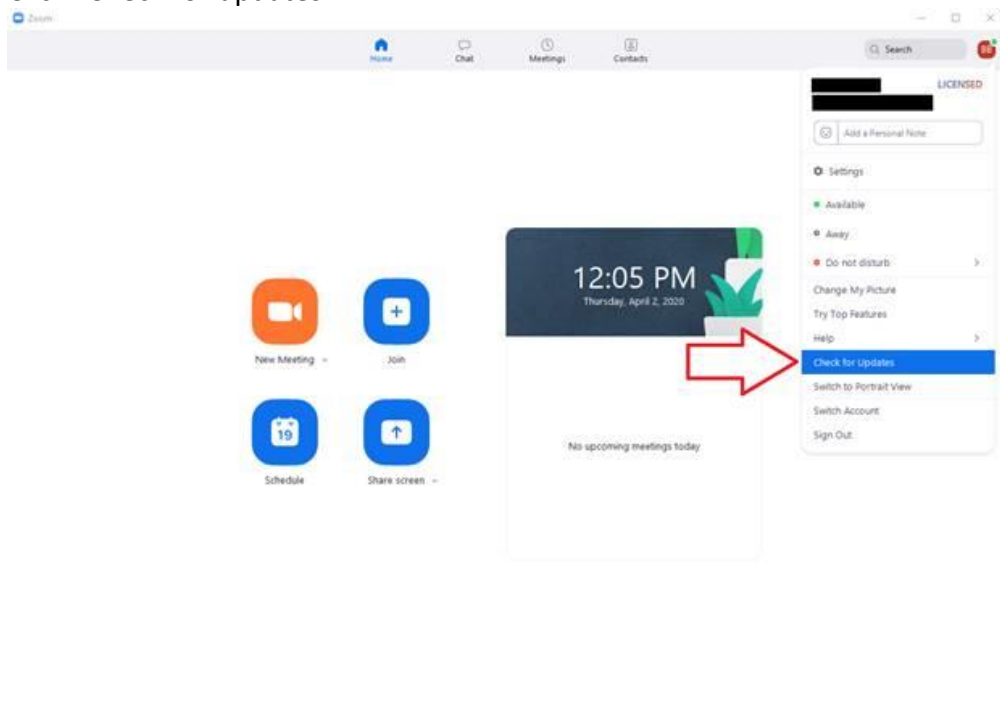 Zoom
Home
Chat
Meetings
Contacts
Search
LICENSED
Add a Personal Note
Settings
Available
Away
Do not disturb
Change My Picture
Try Top Features
Help
Check for Updates
Switch to Portrait View
Switch Account
Sign Out
12:05 PM
Thursday, April 2, 2020
No upcoming meetings today
New Meeting
Join
19
Schedule
Share screen